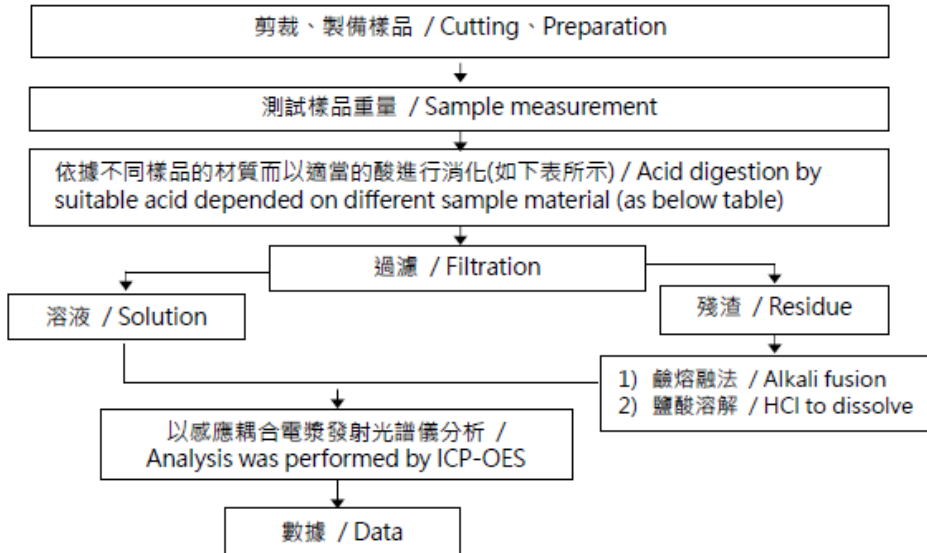 剪裁、製備樣品 / Cutting、Preparation
測試樣品重量 / Sample measurement
依據不同樣品的材質而以適當的酸進行消化(如下表所示) / Acid digestion by
suitable acid depended on different sample material (as below table)
過濾 / Filtration
溶液 / Solution
殘渣 / Residue
1) 鹼熔融法 / Alkali fusion
2) 鹽酸溶解 / HCl to dissolve
以感應耦合電漿發射光譜儀分析 /
Analysis was performed by ICP-OES
數據 / Data